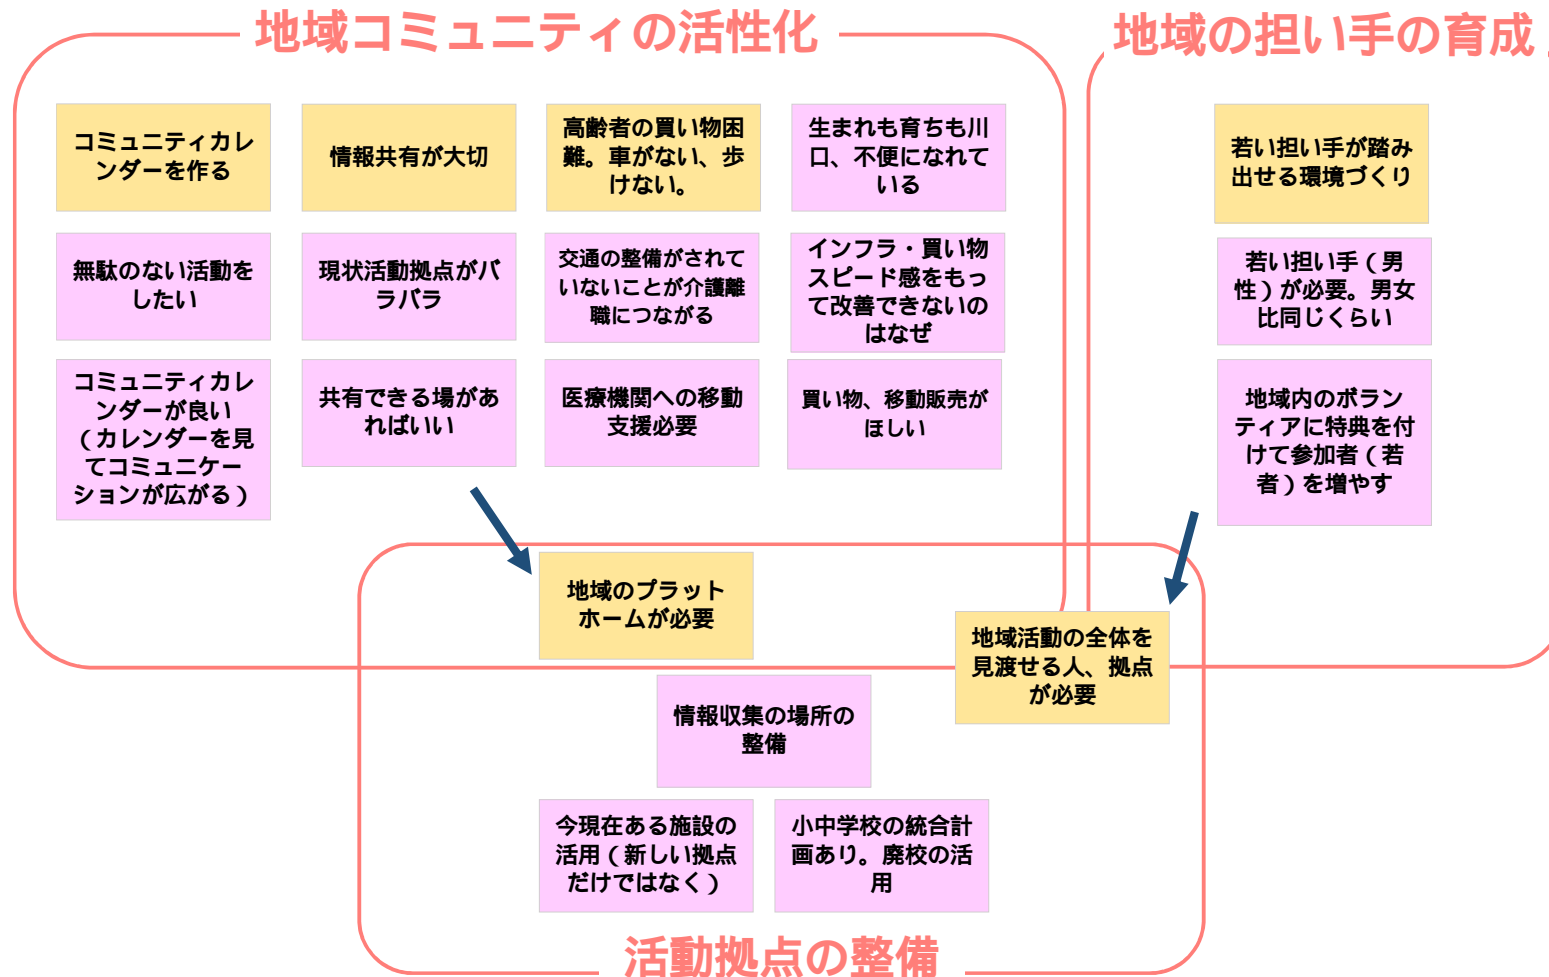 地域コミュニティの活性化
地域の担い手の育成
コミュニティカレ
ンダーを作る
情報共有が大切
高齢者の買い物困
難。車がない、歩
けない。
生まれも育ちも川
口、不便になれて
いる
若い担い手が踏み
出せる環境づくり
無駄のない活動を
したい
現状活動拠点がバ
ラバラ
交通の整備がされて
いないことが介護離
職につながる
インフラ・買い物
スピード感をもっ
て改善できないの
はなぜ
若い担い手（男
性）が必要。男女
比同じくらい
コミュニティカレ
ンダーが良い
（カレンダーを見
てコミュニケー
ションが広がる）
共有できる場があ
ればいい
医療機関への移動
支援必要
買い物、移動販売が
ほしい
地域内のボラン
ティアに特典を付
けて参加者（若
者）を増やす
地域のプラット
ホームが必要
地域活動の全体を
見渡せる人、拠点
が必要
情報収集の場所の
整備
今現在ある施設の
活用（新しい拠点
だけではなく）
小中学校の統合計
画あり。廃校の活
用
活動拠点の整備